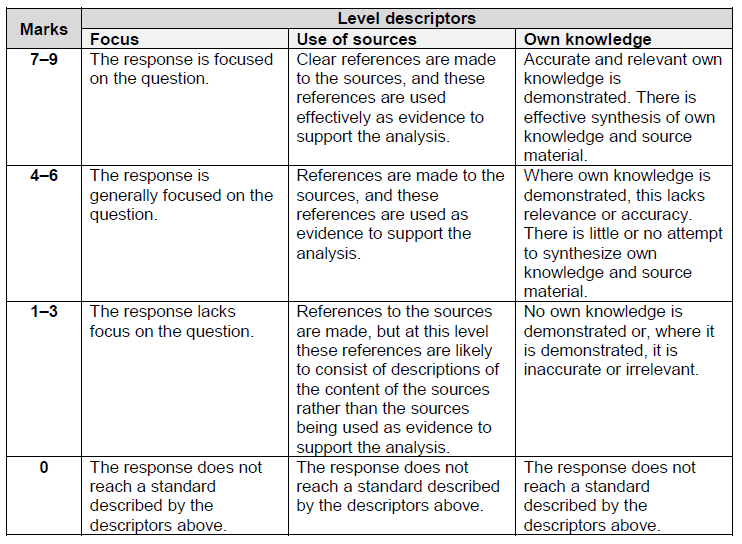 Marks
Level descriptors
Focus
Use of sources
Own knowledge
7–9
The response is focused
on the question.
Clear references are made
to the sources, and these
references are used
effectively as evidence to
support the analysis.
Accurate and relevant own
knowledge is
demonstrated. There is
effective synthesis of own
knowledge and source
material.
4–6
The response is
generally focused on the
question.
References are made to the
sources, and these
references are used as
evidence to support the
analysis.
Where own knowledge is
demonstrated, this lacks
relevance or accuracy.
There is little or no attempt
to synthesize own
knowledge and source
material.
1–3
The response lacks
focus on the question.
References to the sources
are made, but at this level
these references are likely
to consist of descriptions of
the content of the sources
rather than the sources
being used as evidence to
support the analysis.
No own knowledge is
demonstrated or, where it
is demonstrated, it is
inaccurate or irrelevant.
0
The response does not
reach a standard
described by the
descriptors above.
The response does not
reach a standard described
by the descriptors above.
The response does not
reach a standard
described by the
descriptors above.